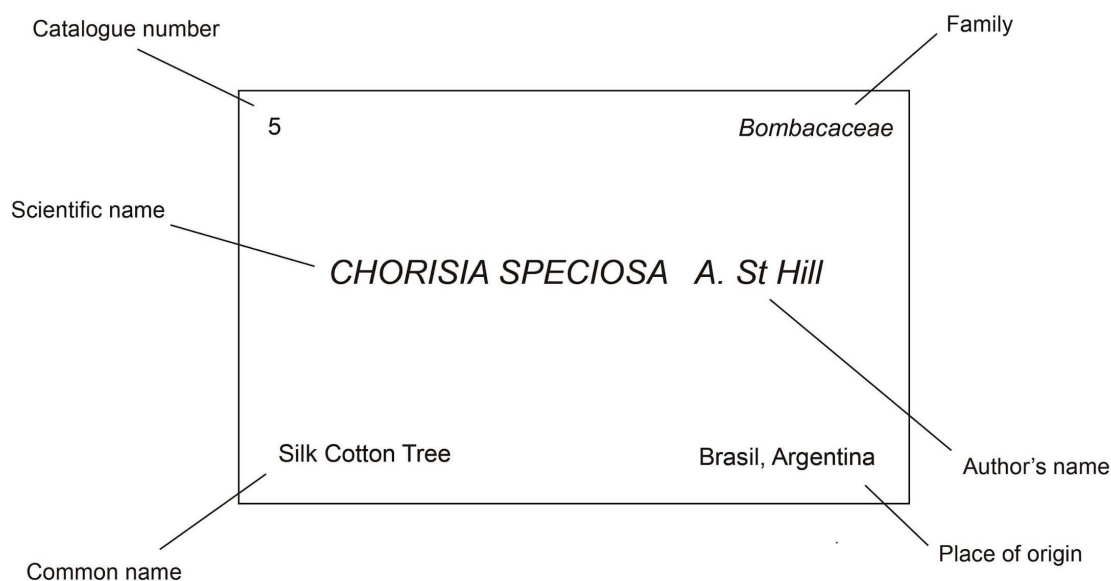 Catalogue number
Family
5
Bombacaceae
Scientific name
CHORISIA SPECIOSA A. St Hill
Silk Cotton Tree
Brasil, Argentina
Author's name
Place of origin
Common name